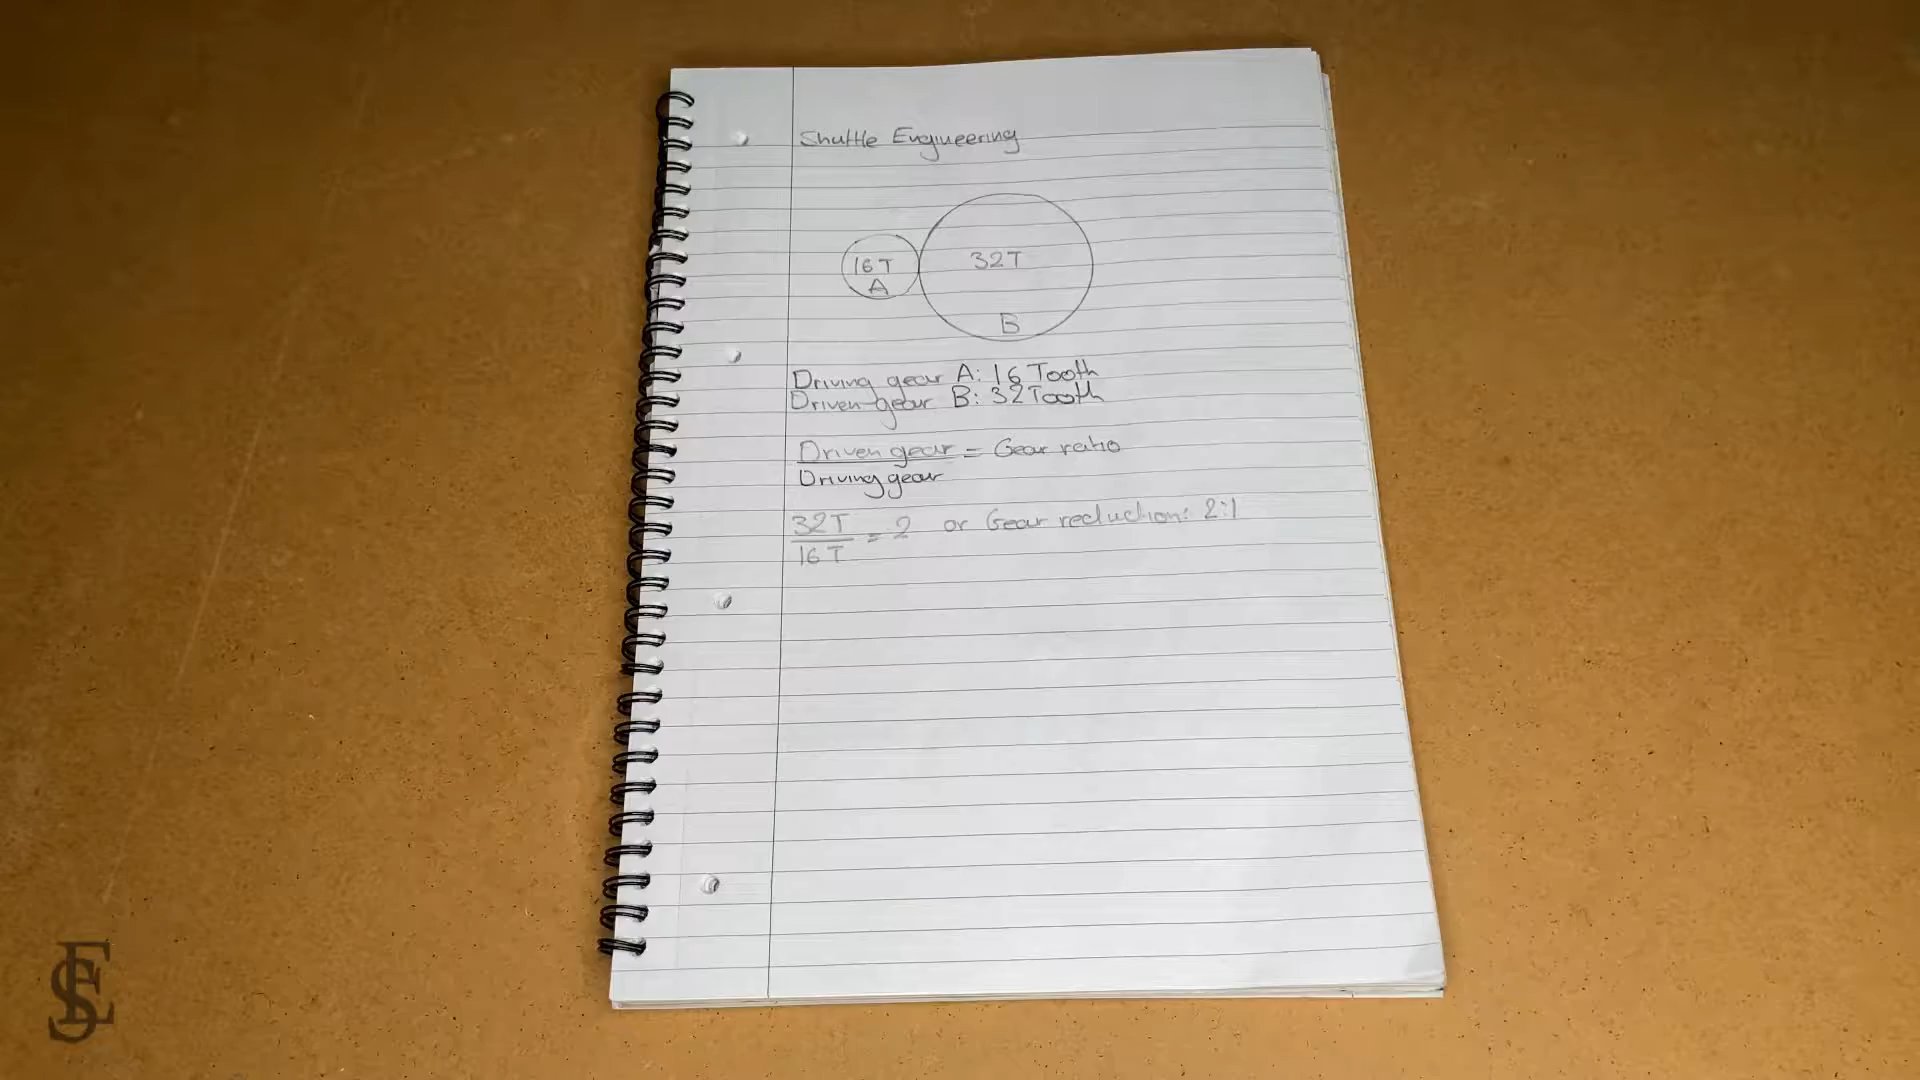 Shuttle Engineering
16T
A
32T
B
Driving gear A: 16 Tooth
Driven gear B: 32 Tooth
Driven gear = Gear ratio
Driving gear
32T = 2 or Gear reduction: 2:1
16T
SE